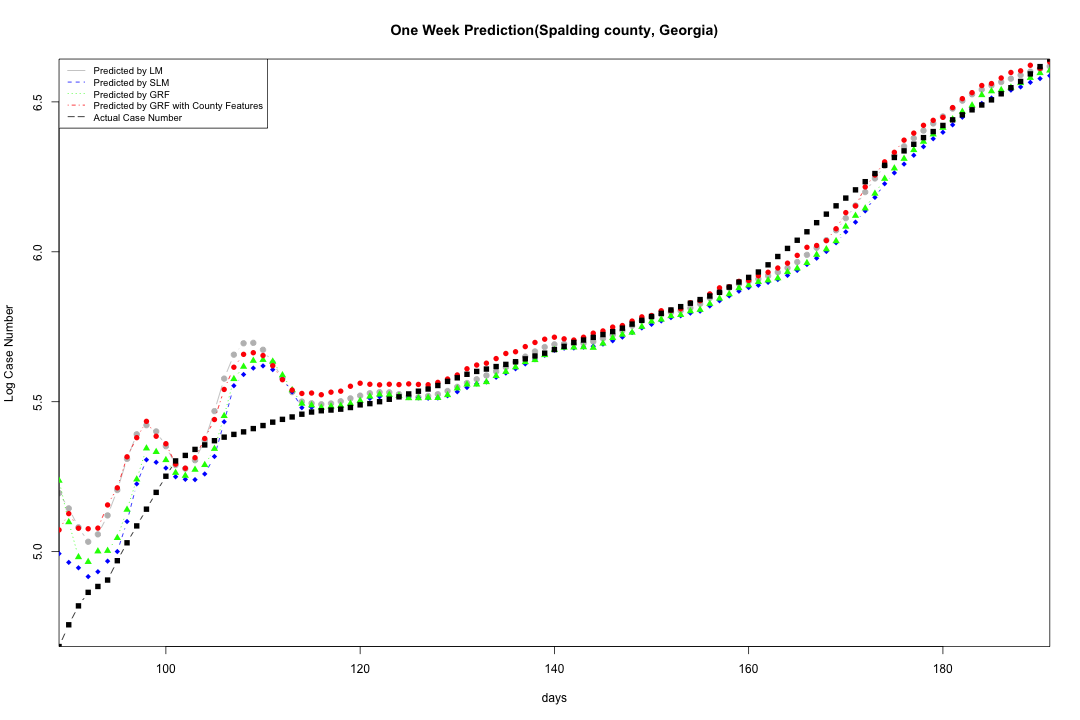 One Week Prediction(Spalding county, Georgia)
Predicted by LM
Predicted by SLM
Predicted by GRF
Predicted by GRF with County Features
Actual Case Number
6.5
6.0
5.5
5.0
Log Case Number
100 120 140 160 180
days